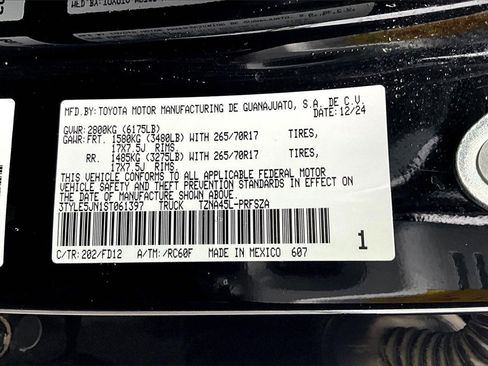 MFD.BY:TOYOTA MOTOR MANUFACTURING DE GUANAJUATO, S.A. DE C.V.
DATE:12/24
GVWR:2800KG (6175LB)
GAWR:FRT. 1580KG (3480LB) WITH 265/70R17 TIRES,
17X7.5J RIMS.
RR. 1485KG (3275LB) WITH 265/70R17 TIRES,
17X7.5J RIMS.
THIS VEHICLE CONFORMS TO ALL APPLICABLE FEDERAL MOTOR
VEHICLE SAFETY AND THEFT PREVENTION STANDARDS IN EFFECT ON
THE DATE OF MANUFACTURE SHOWN ABOVE.
3TYLE5JN1ST061397 TRUCK TZNA45L-PRFSZA
1
C/TR:202/FD12 A/TM:/RC60F MADE IN MEXICO 607